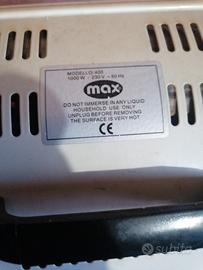 MODELLO: 400
1000 W - 230 V ~ 50 Hz
max
DO NOT IMMERSE IN ANY LIQUID
HOUSEHOLD USE ONLY
UNPLUG BEFORE REMOVING
THE SURFACE IS VERY HOT
subito